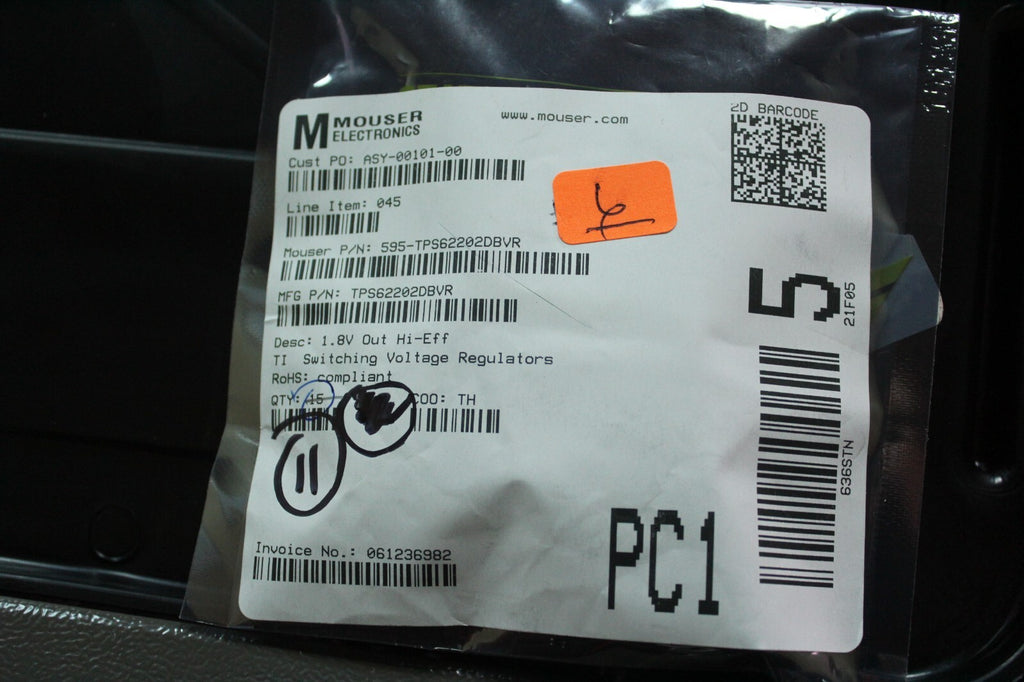 MOUSER
ELECTRONICS
www.mouser.com
2D BARCODE
Cust PO: ASY-00101-00
Line Item: 045
Mouser P/N: 595-TPS62202DBVR
MFG P/N: TPS62202DBVR
Desc: 1.8V Out Hi-Eff
TI Switching Voltage Regulators
RoHS: compliant
QTY: 15 COO: TH
11
Invoice No.: 061236982
5
21F05
636STN
PC1